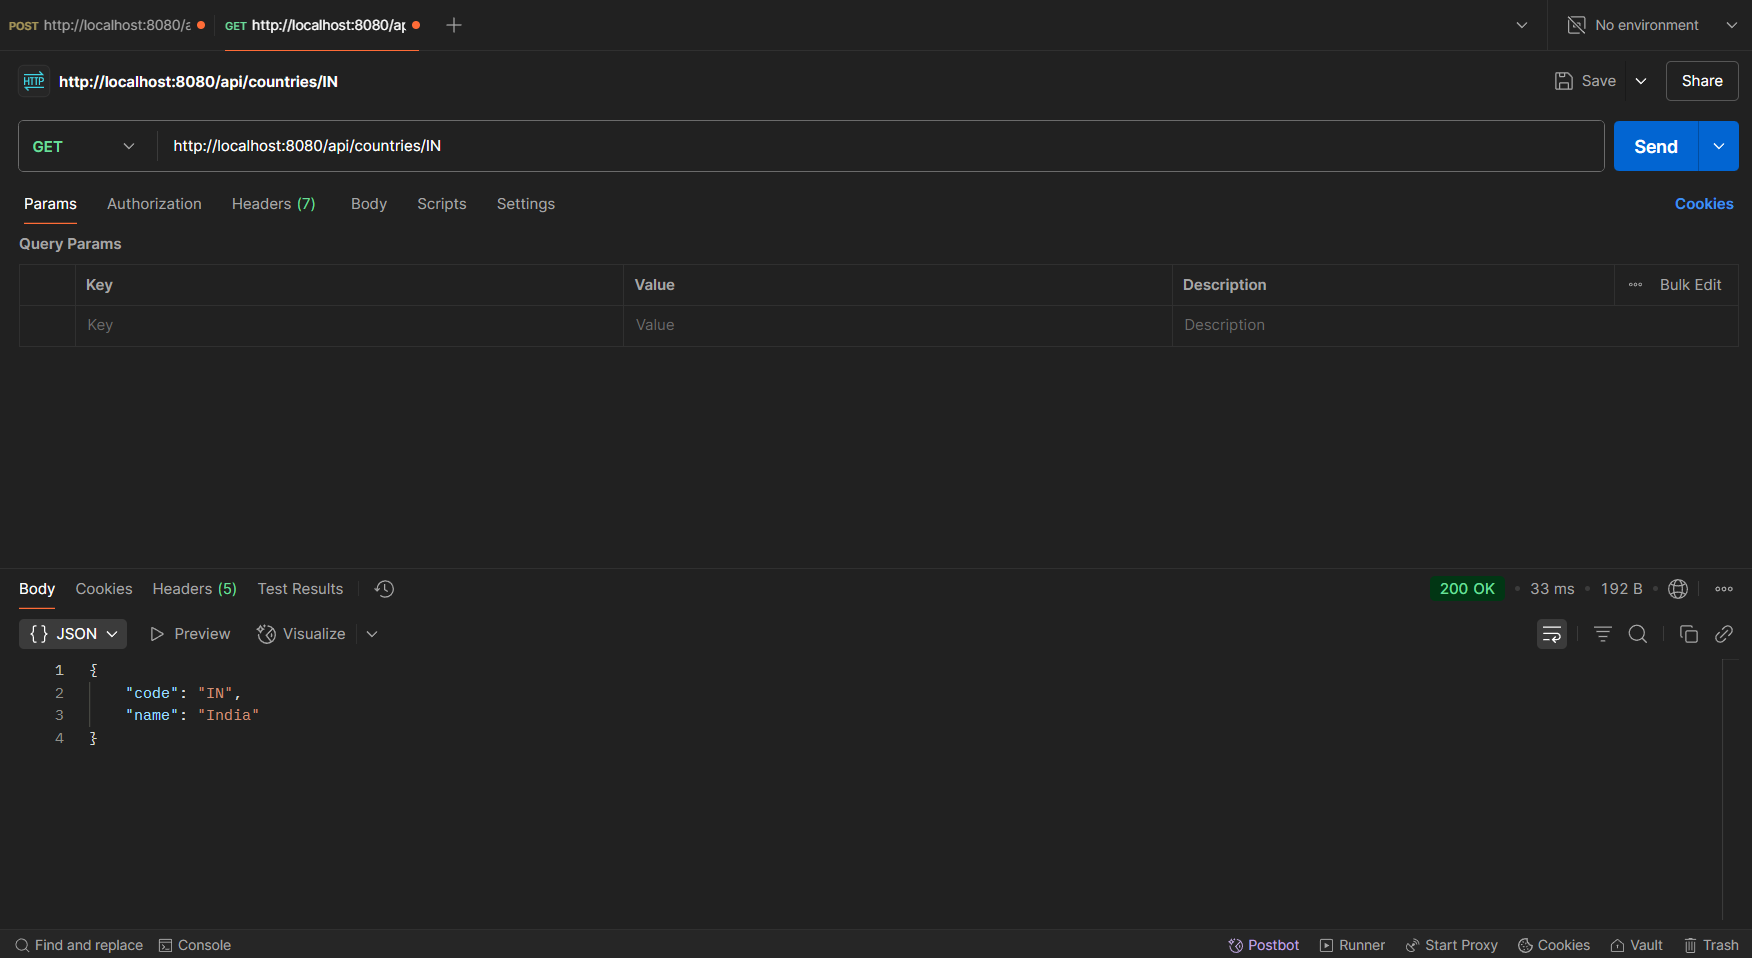 POST http://localhost:8080/a GET http://localhost:8080/ap No environment
HTTP http://localhost:8080/api/countries/IN Save Share
GET http://localhost:8080/api/countries/IN Send
Params Authorization Headers (7) Body Scripts Settings Cookies
Query Params
Key Value Description Bulk Edit
Key Value Description
Body Cookies Headers (5) Test Results 200 OK • 33 ms • 192 B •
{} JSON Preview Visualize
1 {
2 "code": "IN",
3 "name": "India"
4 }
Find and replace Console Postbot Runner Start Proxy Cookies Vault Trash